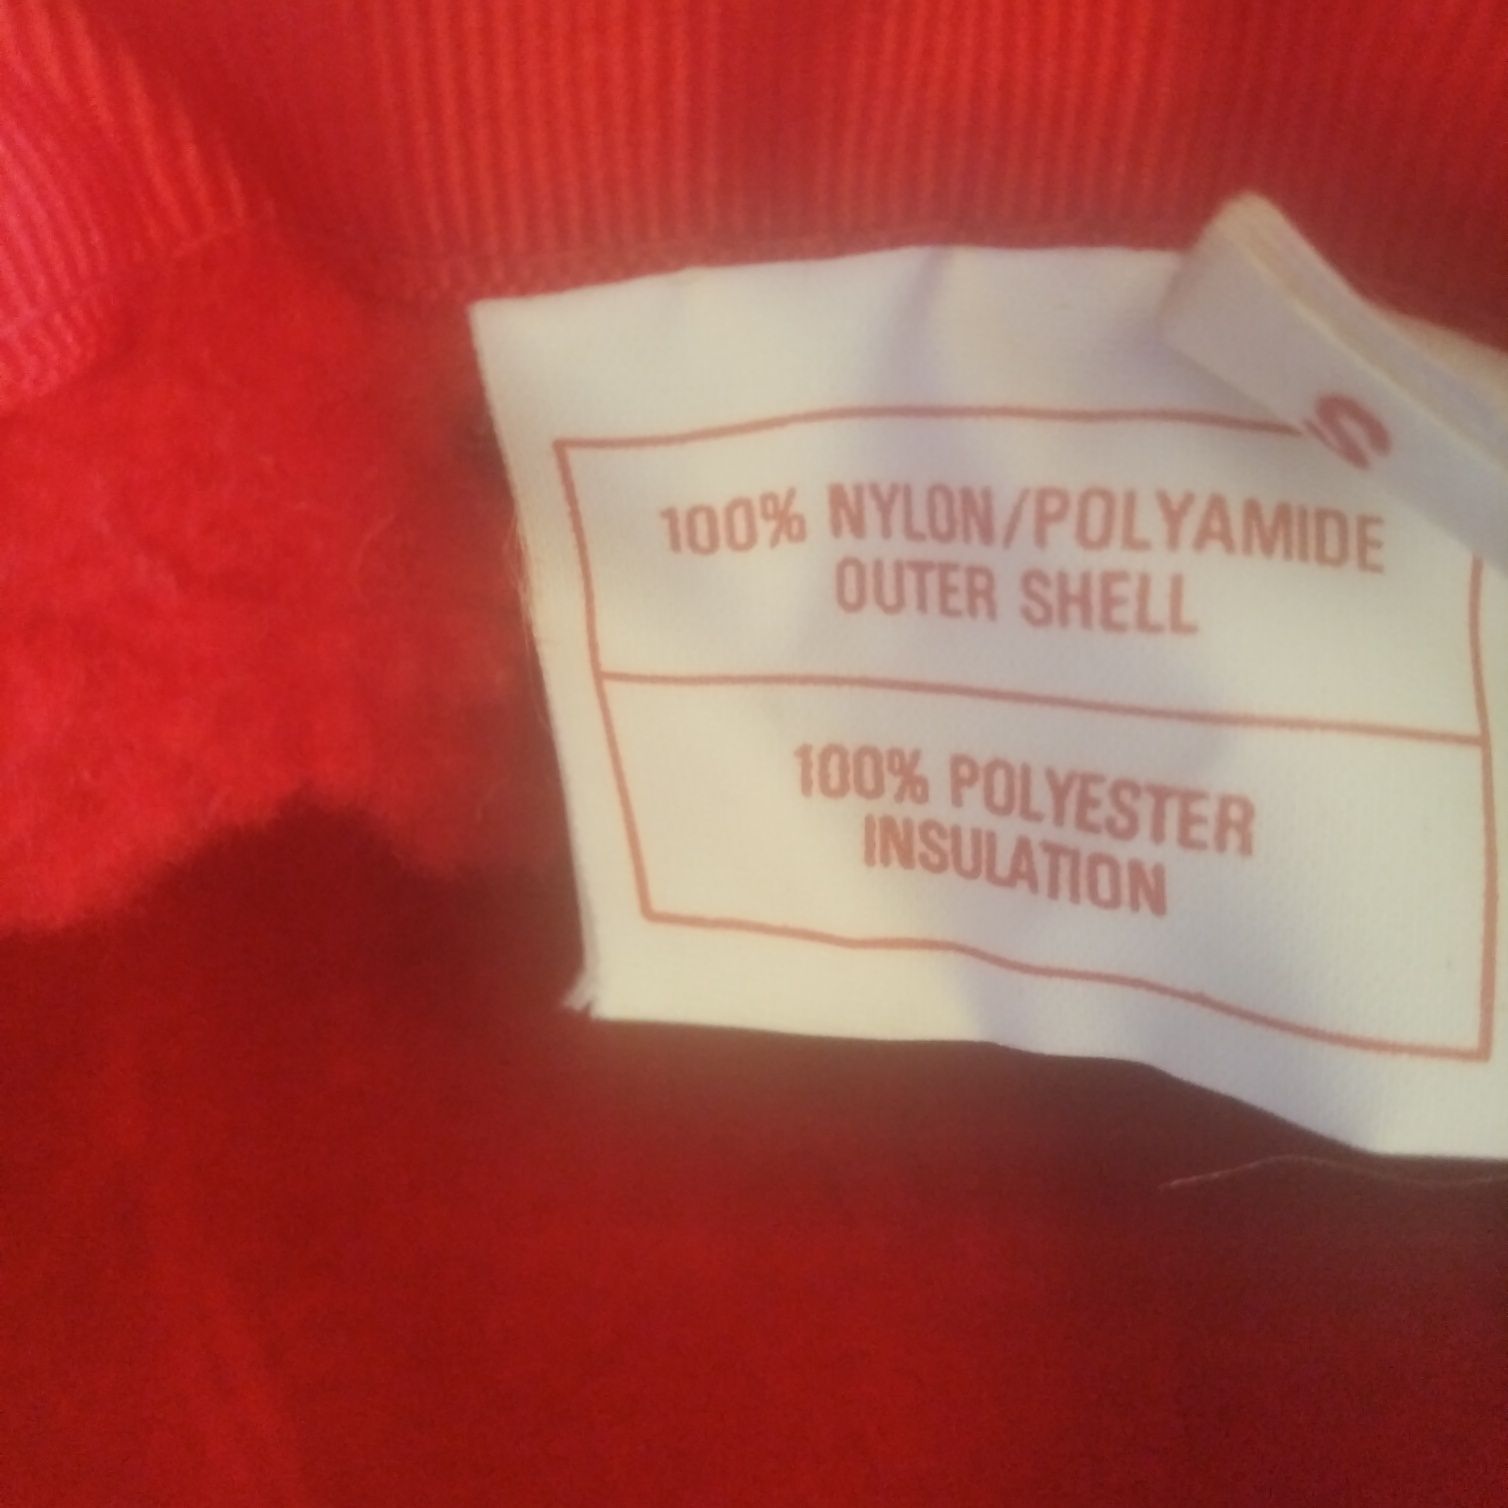 S
100% NYLON/POLYAMIDE
OUTER SHELL
100% POLYESTER
INSULATION